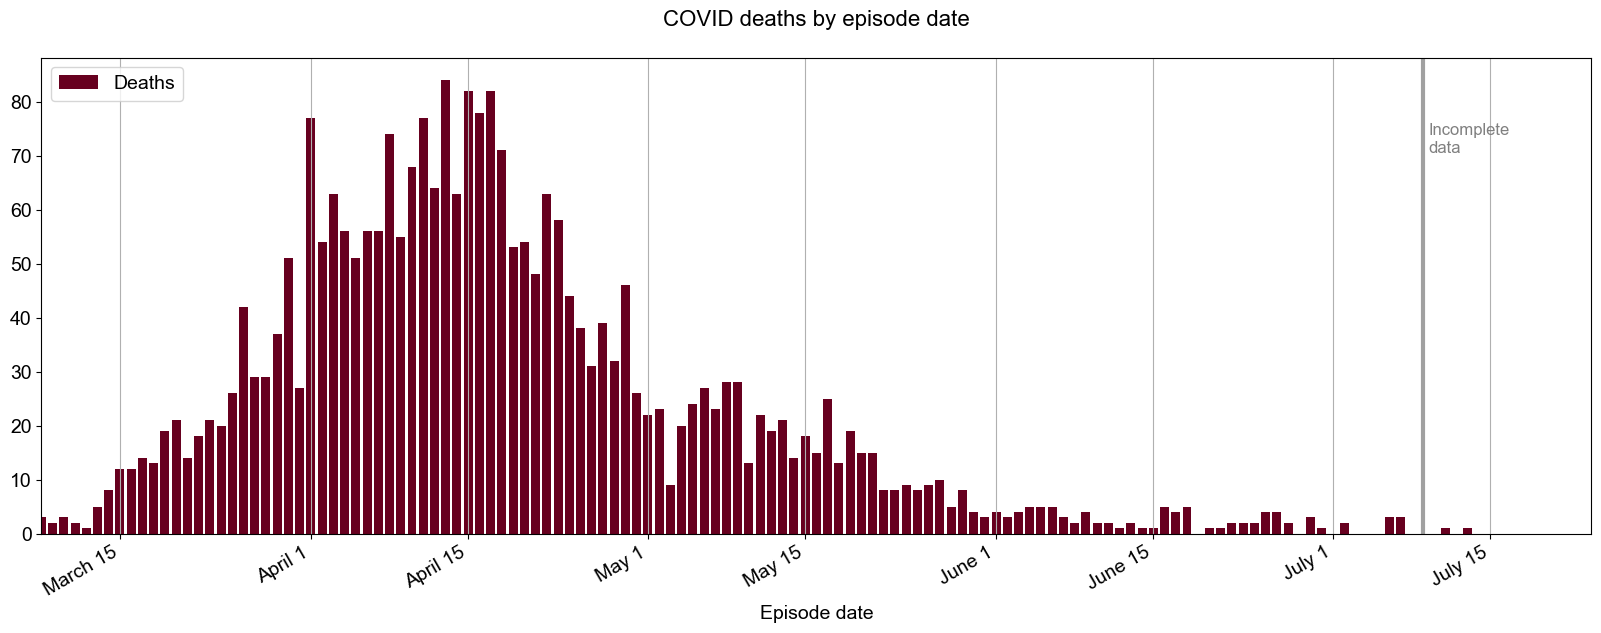 COVID deaths by episode date
Deaths
80
70
60
50
40
30
20
10
0
Incomplete
data
March 15
April 1
April 15
May 1
May 15
June 1
June 15
July 1
July 15
Episode date